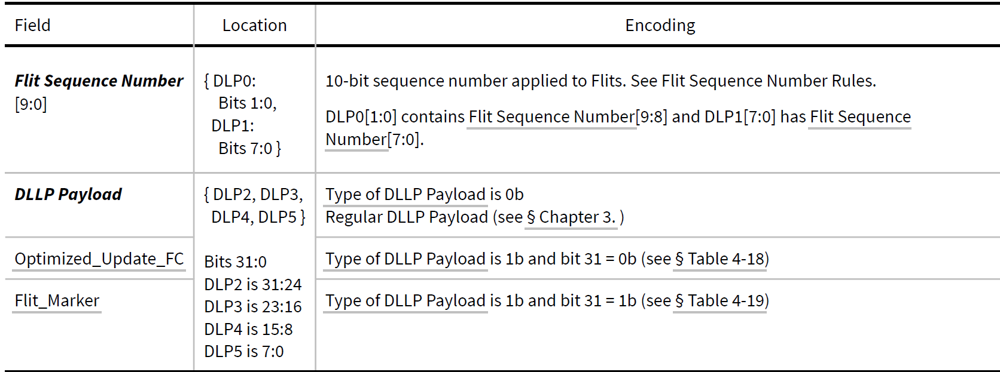 Field
Location
Encoding
Flit Sequence Number
[9:0]
{ DLP0:
Bits 1:0,
DLP1:
Bits 7:0 }
10-bit sequence number applied to Flits. See Flit Sequence Number Rules.
DLP0[1:0] contains Flit Sequence Number[9:8] and DLP1[7:0] has Flit Sequence
Number[7:0].
DLLP Payload
{ DLP2, DLP3,
DLP4, DLP5 }
Bits 31:0
DLP2 is 31:24
DLP3 is 23:16
DLP4 is 15:8
DLP5 is 7:0
Type of DLLP Payload is 0b
Regular DLLP Payload (see § Chapter 3. )
Optimized_Update_FC
Type of DLLP Payload is 1b and bit 31 = 0b (see § Table 4-18)
Flit_Marker
Type of DLLP Payload is 1b and bit 31 = 1b (see § Table 4-19)